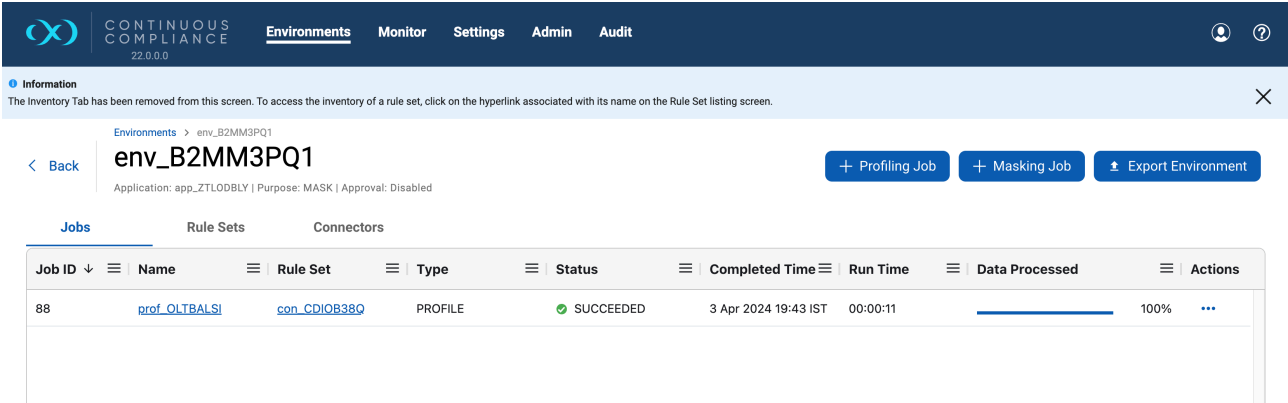 CONTINUOUS
COMPLIANCE
22.0.0.0
Environments Monitor Settings Admin Audit
Information
The Inventory Tab has been removed from this screen. To access the inventory of a rule set, click on the hyperlink associated with its name on the Rule Set listing screen.
Environments > env_B2MM3PQ1
Back
env_B2MM3PQ1
Application: app_ZTLODBLY | Purpose: MASK | Approval: Disabled
+ Profiling Job + Masking Job Export Environment
Jobs Rule Sets Connectors
Job ID Name Rule Set Type Status Completed Time Run Time Data Processed Actions
88 prof_OLTBALSI con_CDIOB38Q PROFILE SUCCEEDED 3 Apr 2024 19:43 IST 00:00:11 100% •••